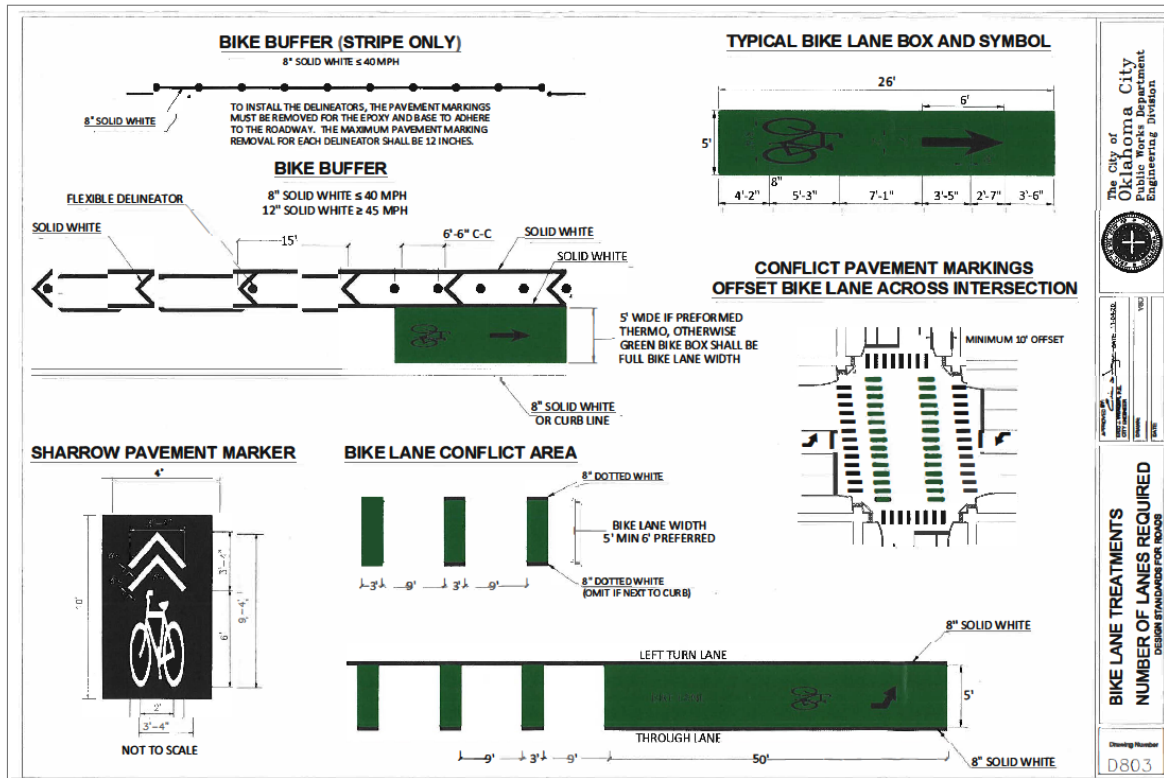 BIKE BUFFER (STRIPE ONLY)
8" SOLID WHITE ≤ 40 MPH
8" SOLID WHITE
TO INSTALL THE DELINEATORS, THE PAVEMENT MARKINGS
MUST BE REMOVED FOR THE EPOXY AND BASE TO ADHERE
TO THE ROADWAY. THE MAXIMUM PAVEMENT MARKING
REMOVAL FOR EACH DELINEATOR SHALL BE 12 INCHES.
BIKE BUFFER
8" SOLID WHITE ≤ 40 MPH
12" SOLID WHITE ≥ 45 MPH
FLEXIBLE DELINEATOR
SOLID WHITE
15'
6'-6" C-C
SOLID WHITE
SOLID WHITE
5' WIDE IF PREFORMED
THERMO, OTHERWISE
GREEN BIKE BOX SHALL BE
FULL BIKE LANE WIDTH
8" SOLID WHITE
OR CURB LINE
TYPICAL BIKE LANE BOX AND SYMBOL
26'
6'
5'
8"
4'-2"
5'-3"
7'-1"
3'-5"
2'-7"
3'-6"
CONFLICT PAVEMENT MARKINGS
OFFSET BIKE LANE ACROSS INTERSECTION
MINIMUM 10' OFFSET
SHARROW PAVEMENT MARKER
4'
10'
3'-4"
6'
9'-4"
2'
3'-4"
NOT TO SCALE
BIKE LANE CONFLICT AREA
8" DOTTED WHITE
BIKE LANE WIDTH
5' MIN 6' PREFERRED
8" DOTTED WHITE
(OMIT IF NEXT TO CURB)
3'
9'
3'
9'
LEFT TURN LANE
8" SOLID WHITE
5'
THROUGH LANE
8" SOLID WHITE
9'
3'
9'
50'
The City of
Oklahoma City
Public Works Department
Engineering Division
APPROVED BY:
CITY ENGINEER
DATE:
DRAWN:
DATE:
BIKE LANE TREATMENTS
NUMBER OF LANES REQUIRED
DESIGN STANDARDS FOR ROADS
Drawing Number
D803